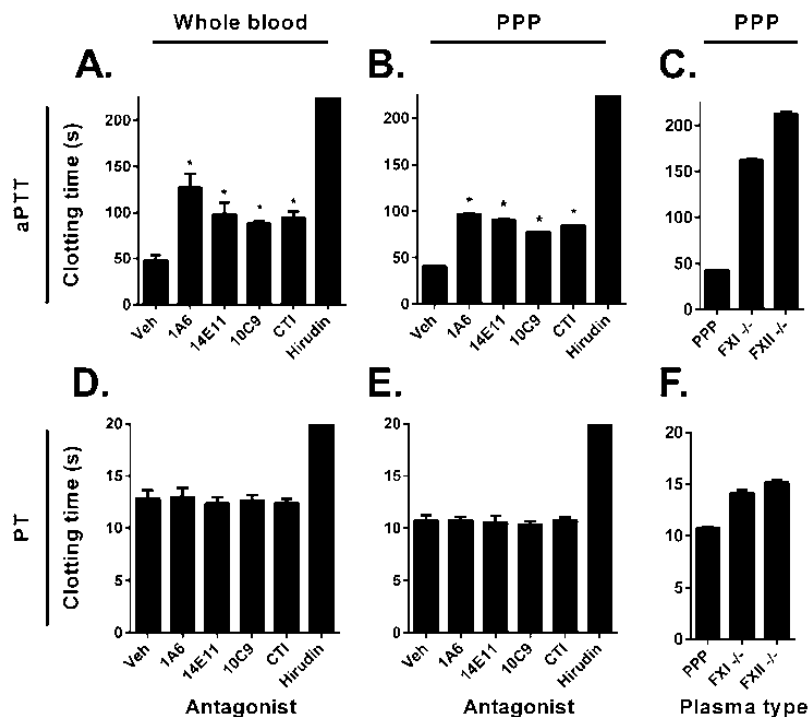 Whole blood
PPP
PPP
A.
B.
C.
aPTT
Clotting time (s)
200
150
100
50
0
* * * *
Veh 1A6 14E11 10C9 CTI Hirudin
200
150
100
50
0
* * * *
Veh 1A6 14E11 10C9 CTI Hirudin
200
150
100
50
0
PPP FXI -/- FXII -/-
D.
E.
F.
PT
Clotting time (s)
20
15
10
5
0
Veh 1A6 14E11 10C9 CTI Hirudin
Antagonist
20
15
10
5
0
Veh 1A6 14E11 10C9 CTI Hirudin
Antagonist
20
15
10
5
0
PPP FXI -/- FXII -/-
Plasma type